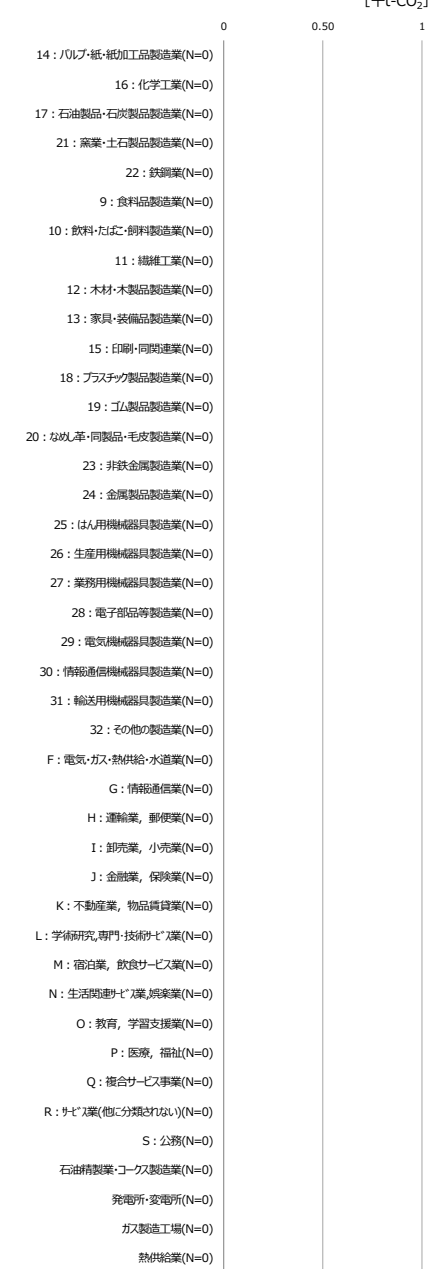 [千t-CO₂]
0 0.50 1
14：パルプ・紙・紙加工品製造業(N=0)
16：化学工業(N=0)
17：石油製品・石炭製品製造業(N=0)
21：窯業・土石製品製造業(N=0)
22：鉄鋼業(N=0)
9：食料品製造業(N=0)
10：飲料・たばこ・飼料製造業(N=0)
11：繊維工業(N=0)
12：木材・木製品製造業(N=0)
13：家具・装備品製造業(N=0)
15：印刷・同関連業(N=0)
18：プラスチック製品製造業(N=0)
19：ゴム製品製造業(N=0)
20：なめし革・同製品・毛皮製造業(N=0)
23：非鉄金属製造業(N=0)
24：金属製品製造業(N=0)
25：はん用機械器具製造業(N=0)
26：生産用機械器具製造業(N=0)
27：業務用機械器具製造業(N=0)
28：電子部品等製造業(N=0)
29：電気機械器具製造業(N=0)
30：情報通信機械器具製造業(N=0)
31：輸送用機械器具製造業(N=0)
32：その他の製造業(N=0)
F：電気・ガス・熱供給・水道業(N=0)
G：情報通信業(N=0)
H：運輸業，郵便業(N=0)
I：卸売業，小売業(N=0)
J：金融業，保険業(N=0)
K：不動産業，物品賃貸業(N=0)
L：学術研究,専門・技術ｻｰﾋﾞｽ業(N=0)
M：宿泊業，飲食サービス業(N=0)
N：生活関連ｻｰﾋﾞｽ業,娯楽業(N=0)
O：教育，学習支援業(N=0)
P：医療，福祉(N=0)
Q：複合サービス事業(N=0)
R：ｻｰﾋﾞｽ業(他に分類されない)(N=0)
S：公務(N=0)
石油精製業・コークス製造業(N=0)
発電所・変電所(N=0)
ガス製造工場(N=0)
熱供給業(N=0)